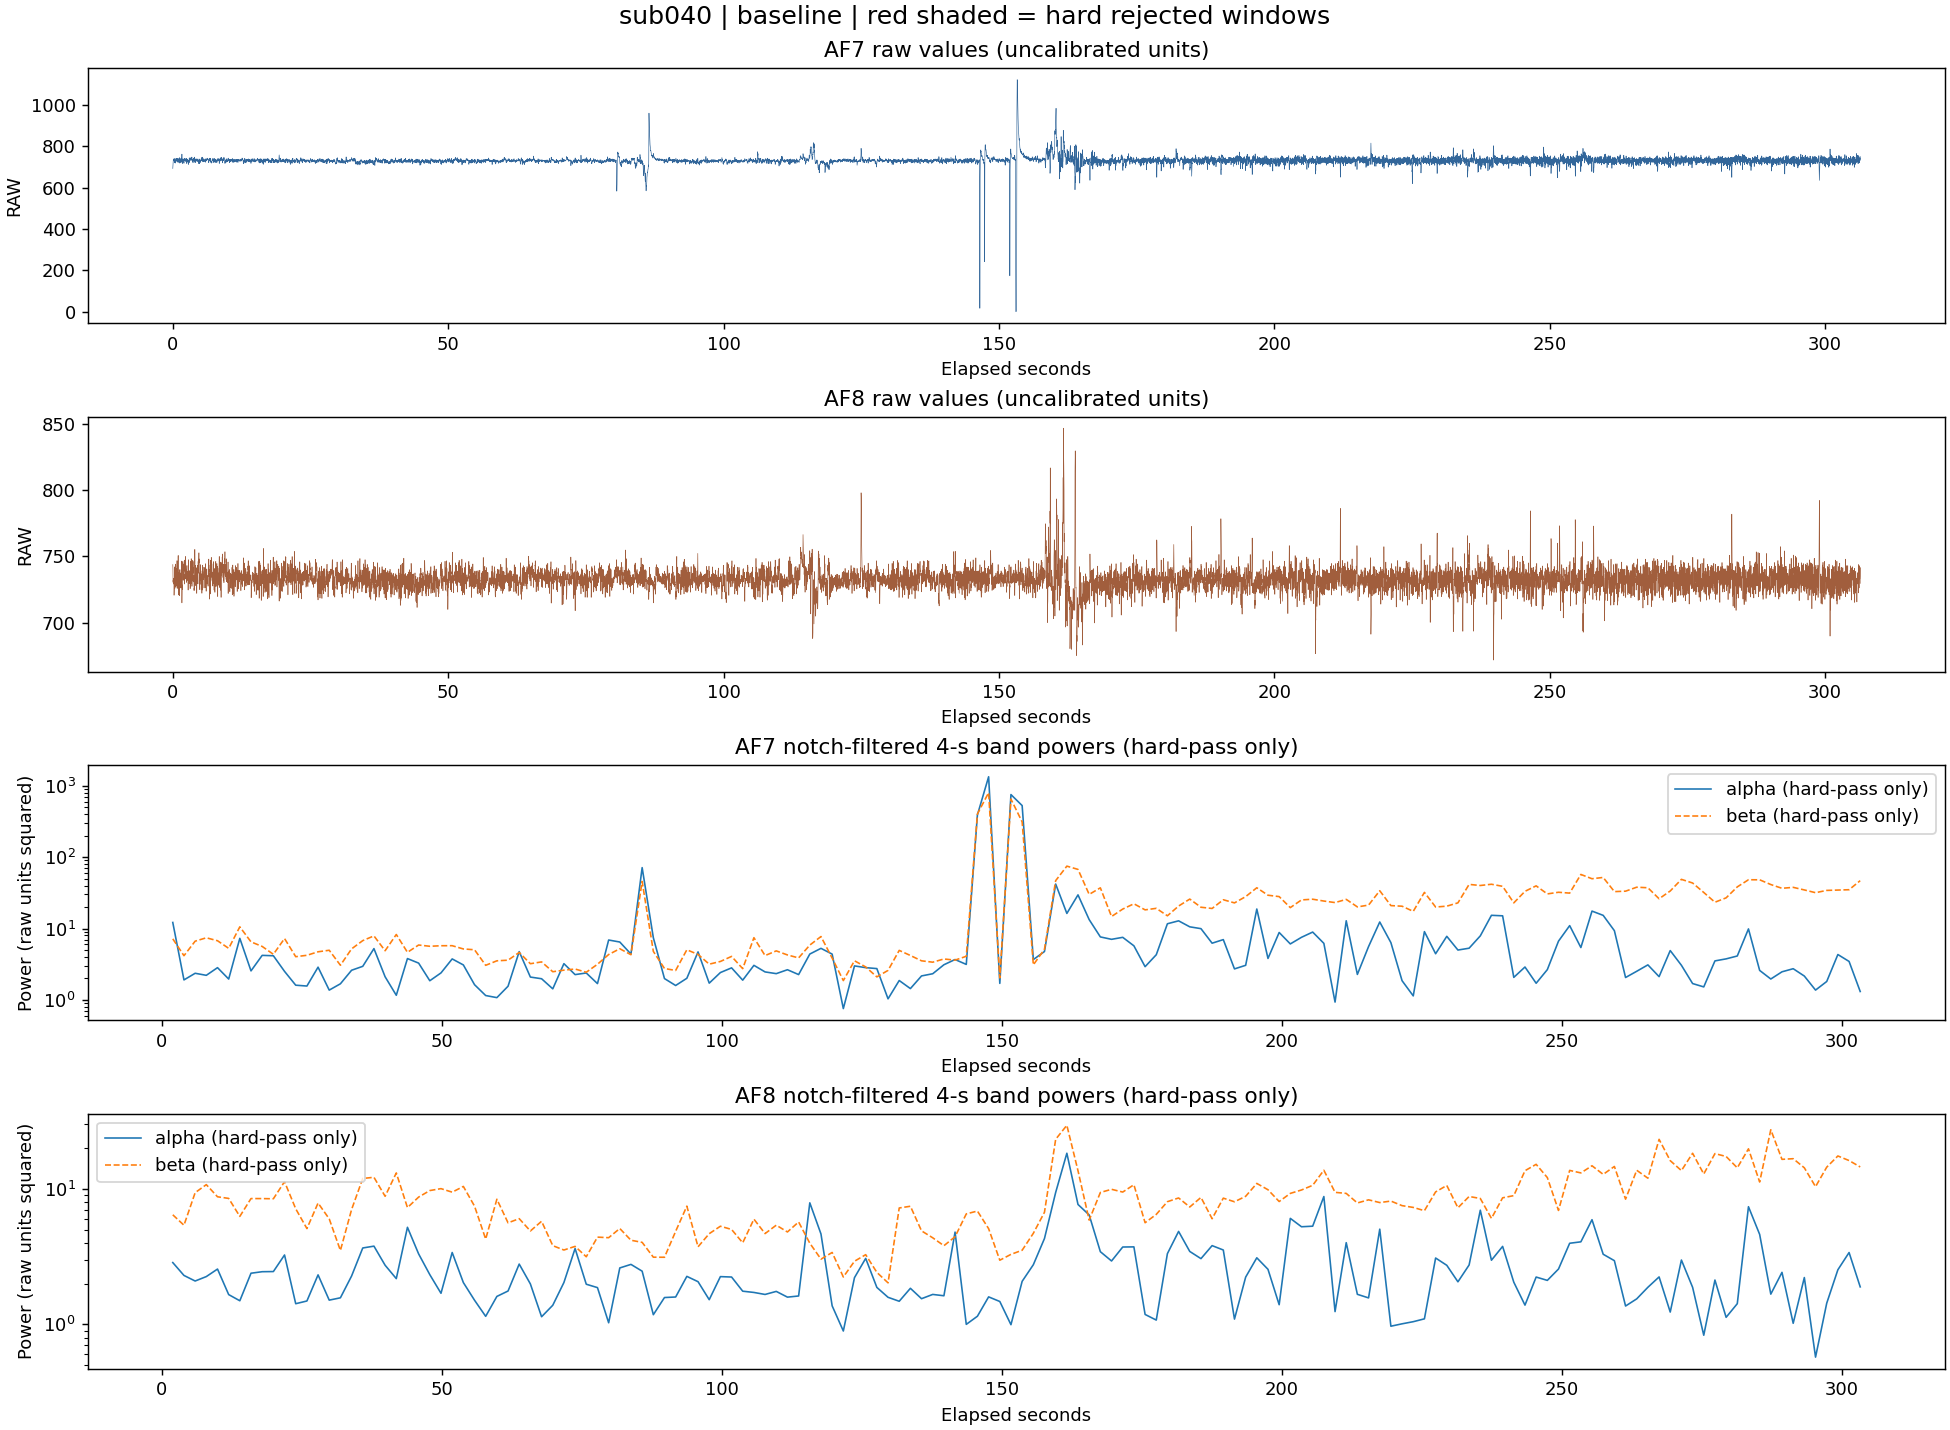 sub040 | baseline | red shaded = hard rejected windows
AF7 raw values (uncalibrated units)
RAW
1000
800
600
400
200
0
0 50 100 150 200 250 300
Elapsed seconds
AF8 raw values (uncalibrated units)
RAW
850
800
750
700
0 50 100 150 200 250 300
Elapsed seconds
AF7 notch-filtered 4-s band powers (hard-pass only)
Power (raw units squared)
10³
10²
10¹
10⁰
alpha (hard-pass only)
beta (hard-pass only)
0 50 100 150 200 250 300
Elapsed seconds
AF8 notch-filtered 4-s band powers (hard-pass only)
Power (raw units squared)
alpha (hard-pass only)
beta (hard-pass only)
10¹
10⁰
0 50 100 150 200 250 300
Elapsed seconds